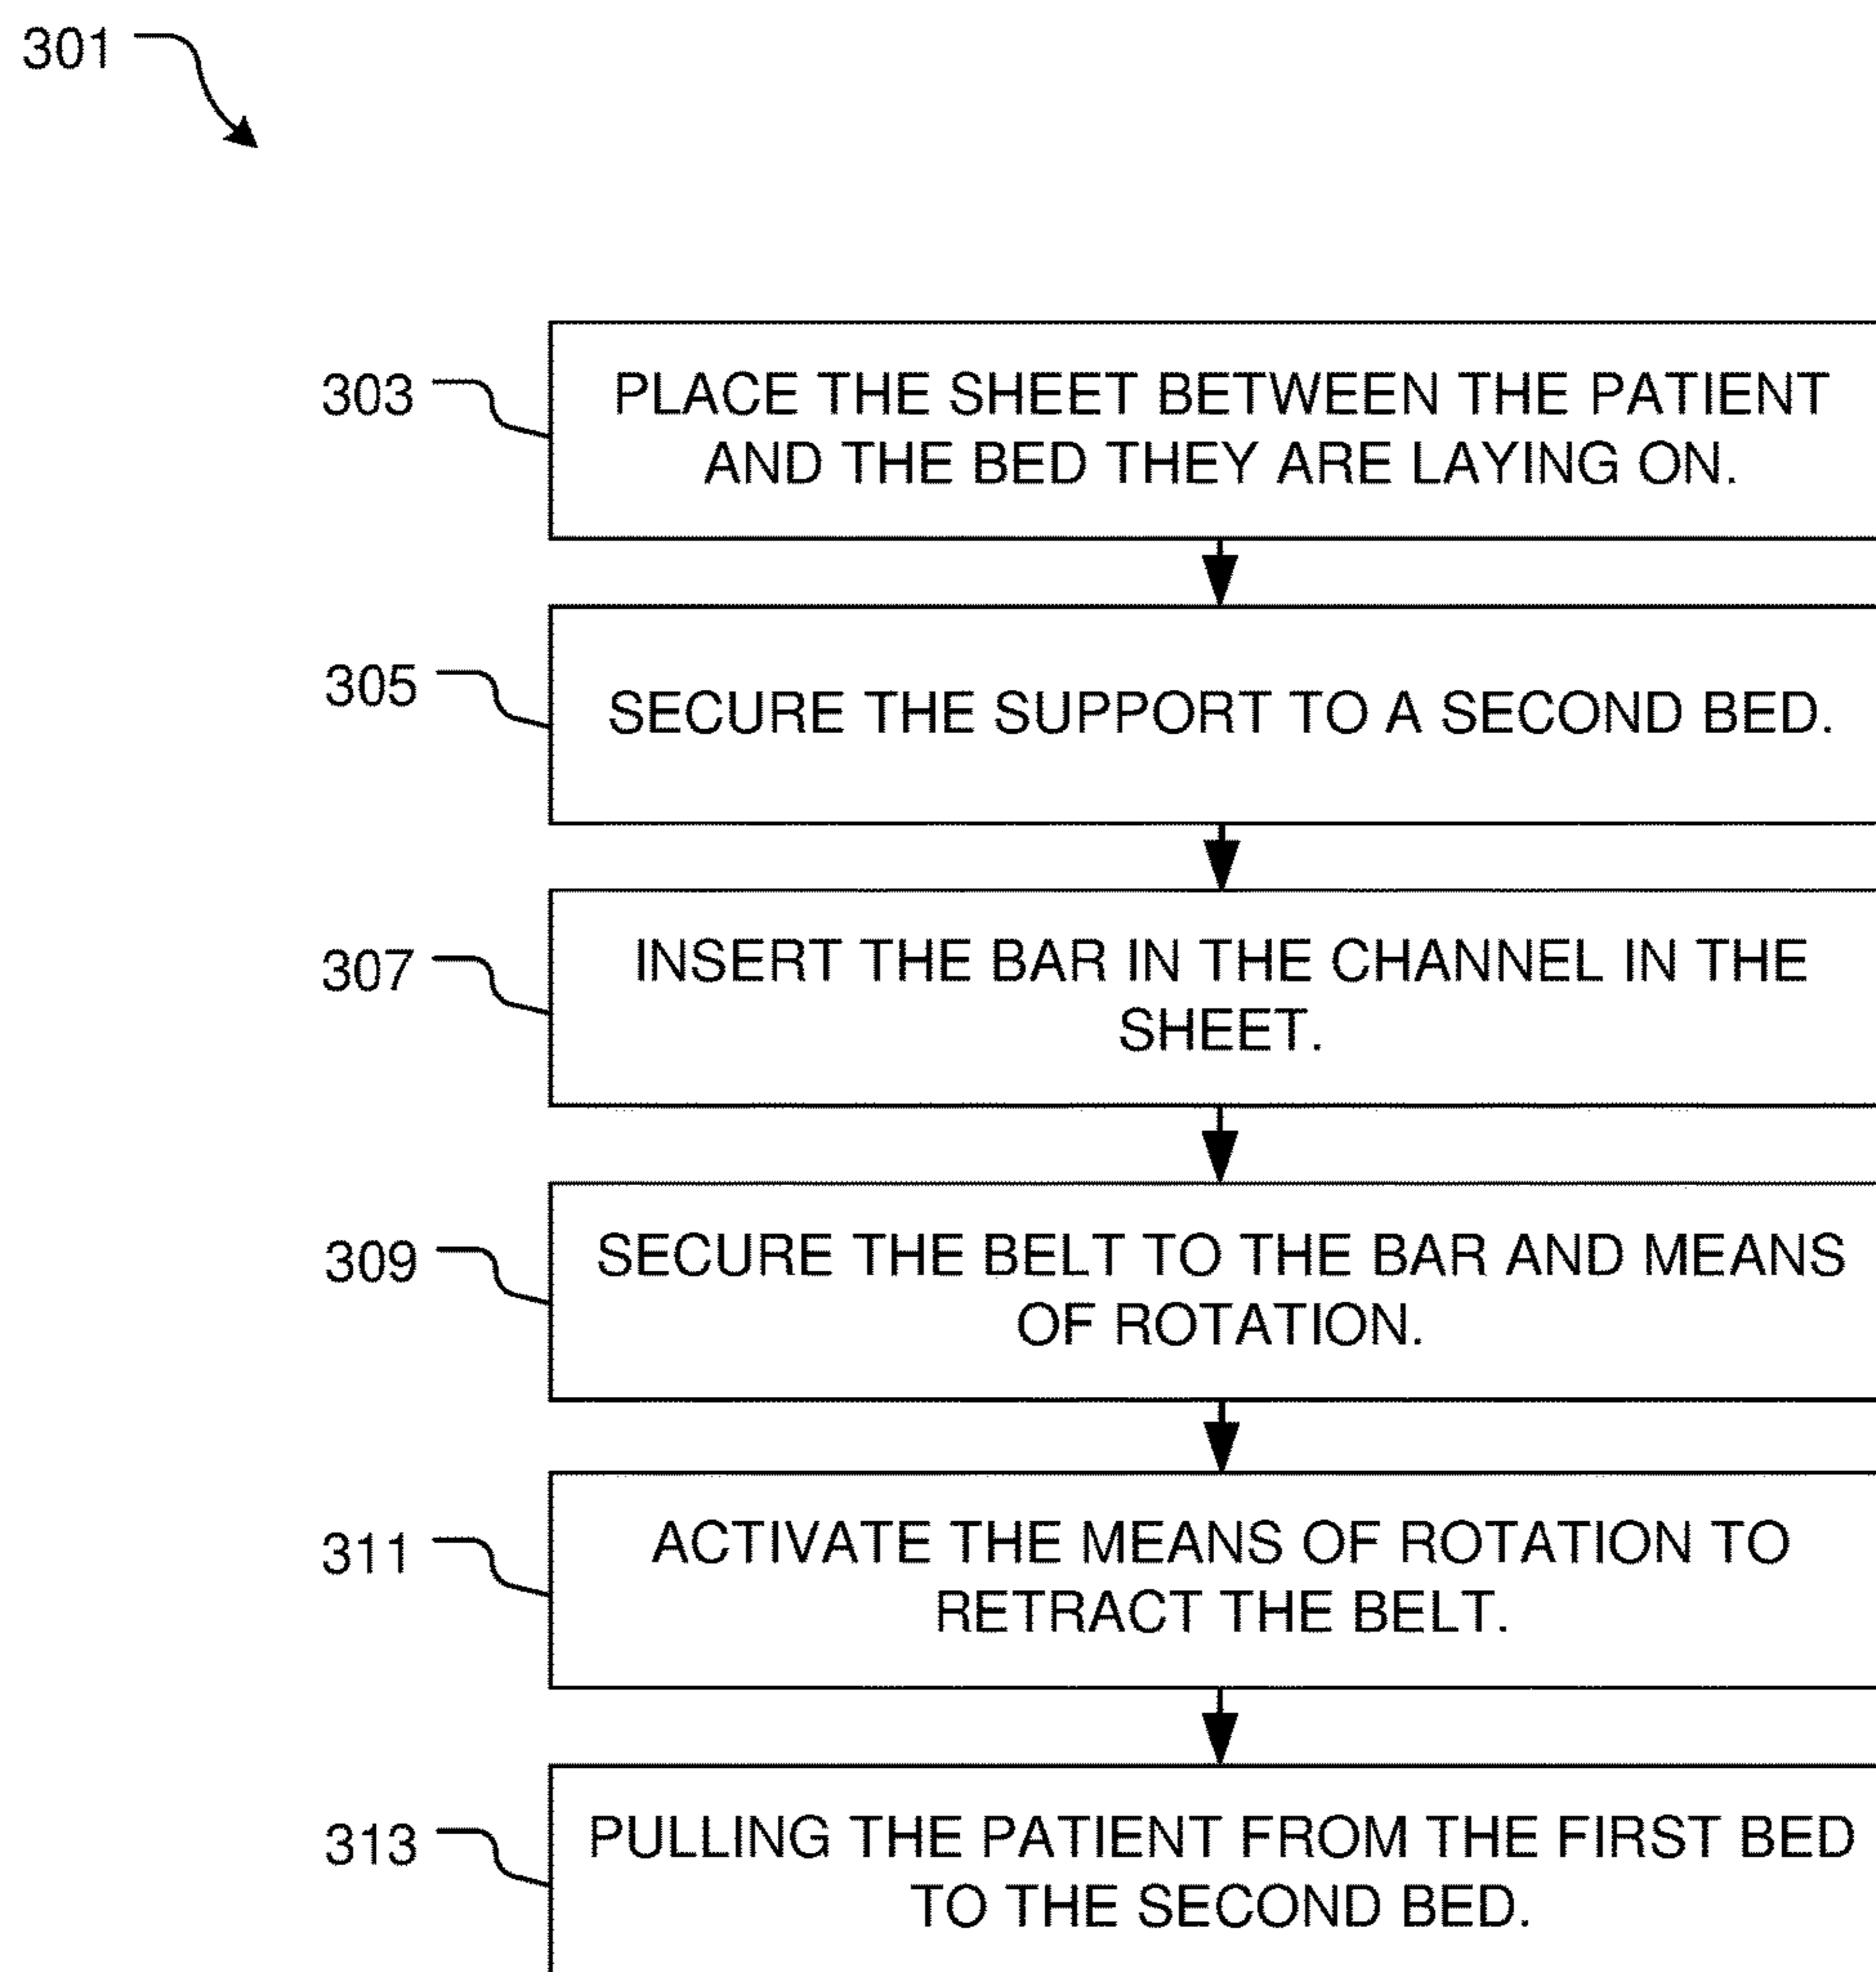 301
303
PLACE THE SHEET BETWEEN THE PATIENT
AND THE BED THEY ARE LAYING ON.
305
SECURE THE SUPPORT TO A SECOND BED.
307
INSERT THE BAR IN THE CHANNEL IN THE
SHEET.
309
SECURE THE BELT TO THE BAR AND MEANS
OF ROTATION.
311
ACTIVATE THE MEANS OF ROTATION TO
RETRACT THE BELT.
313
PULLING THE PATIENT FROM THE FIRST BED
TO THE SECOND BED.